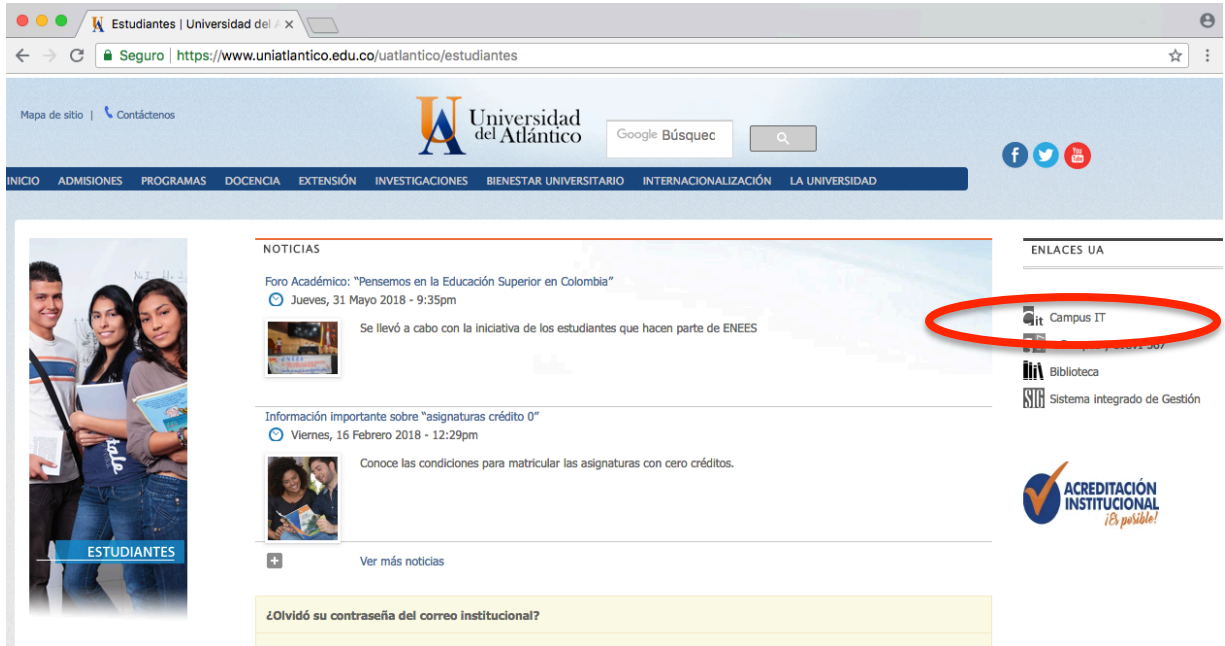 Estudiantes | Universidad del A
Seguro | https://www.uniatlantico.edu.co/uatlantico/estudiantes
Mapa de sitio | Contáctenos
Universidad
del Atlántico
Google Búsquec
INICIO ADMISIONES PROGRAMAS DOCENCIA EXTENSIÓN INVESTIGACIONES BIENESTAR UNIVERSITARIO INTERNACIONALIZACIÓN LA UNIVERSIDAD
NOTICIAS
Foro Académico: "Pensemos en la Educación Superior en Colombia"
Jueves, 31 Mayo 2018 - 9:35pm
Se llevó a cabo con la iniciativa de los estudiantes que hacen parte de ENEES
Información importante sobre "asignaturas crédito 0"
Viernes, 16 Febrero 2018 - 12:29pm
Conoce las condiciones para matricular las asignaturas con cero créditos.
Ver más noticias
¿Olvidó su contraseña del correo institucional?
ESTUDIANTES
ENLACES UA
it Campus IT
Biblioteca
SIG Sistema integrado de Gestión
ACREDITACIÓN
INSTITUCIONAL
¡Es posible!